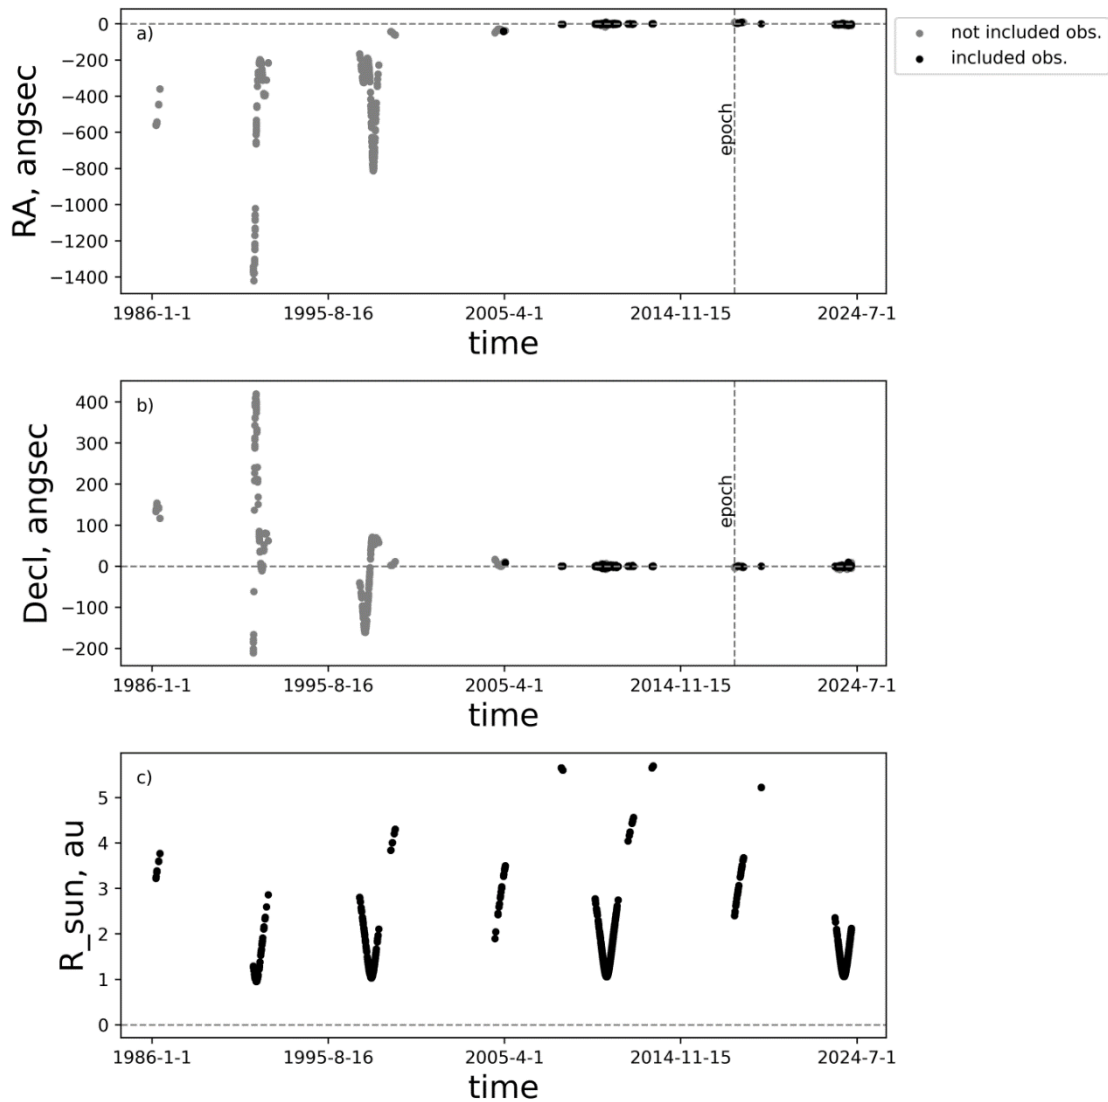 a)
0
−200
−400
−600
−800
−1000
−1200
−1400
RA, angsec
epoch
not included obs.
included obs.
1986-1-1 1995-8-16 2005-4-1 2014-11-15 2024-7-1
time
b)
400
300
200
100
0
−100
−200
Decl, angsec
epoch
1986-1-1 1995-8-16 2005-4-1 2014-11-15 2024-7-1
time
c)
5
4
3
2
1
0
R_sun, au
1986-1-1 1995-8-16 2005-4-1 2014-11-15 2024-7-1
time